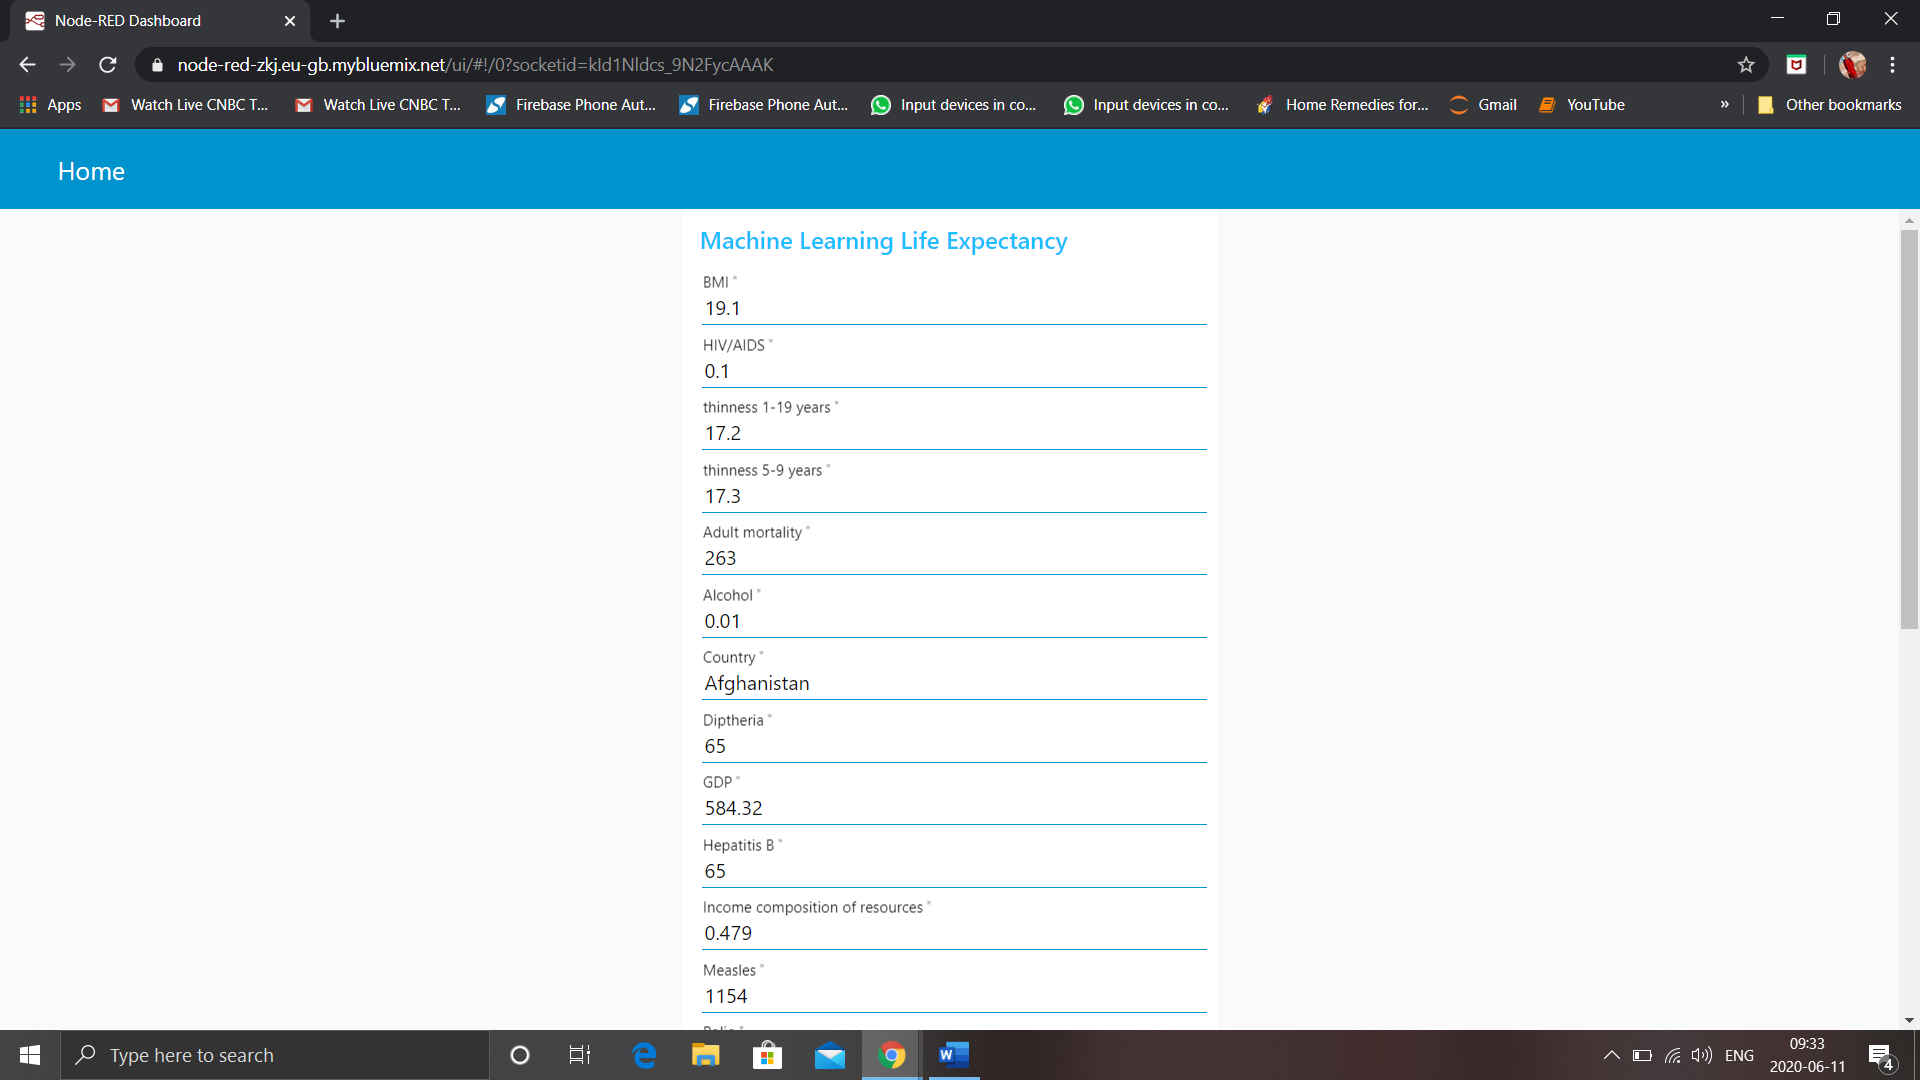 Node-RED Dashboard
node-red-zkj.eu-gb.mybluemix.net/ui/#!/0?socketid=kId1Nldcs_9N2FycAAAK
Apps Watch Live CNBC T... Watch Live CNBC T... Firebase Phone Aut... Firebase Phone Aut... Input devices in co... Input devices in co... Home Remedies for... Gmail YouTube » Other bookmarks
Home
Machine Learning Life Expectancy
BMI *
19.1
HIV/AIDS *
0.1
thinness 1-19 years *
17.2
thinness 5-9 years *
17.3
Adult mortality *
263
Alcohol *
0.01
Country *
Afghanistan
Diptheria *
65
GDP *
584.32
Hepatitis B *
65
Income composition of resources *
0.479
Measles *
1154
Type here to search
ENG
09:33
2020-06-11
4